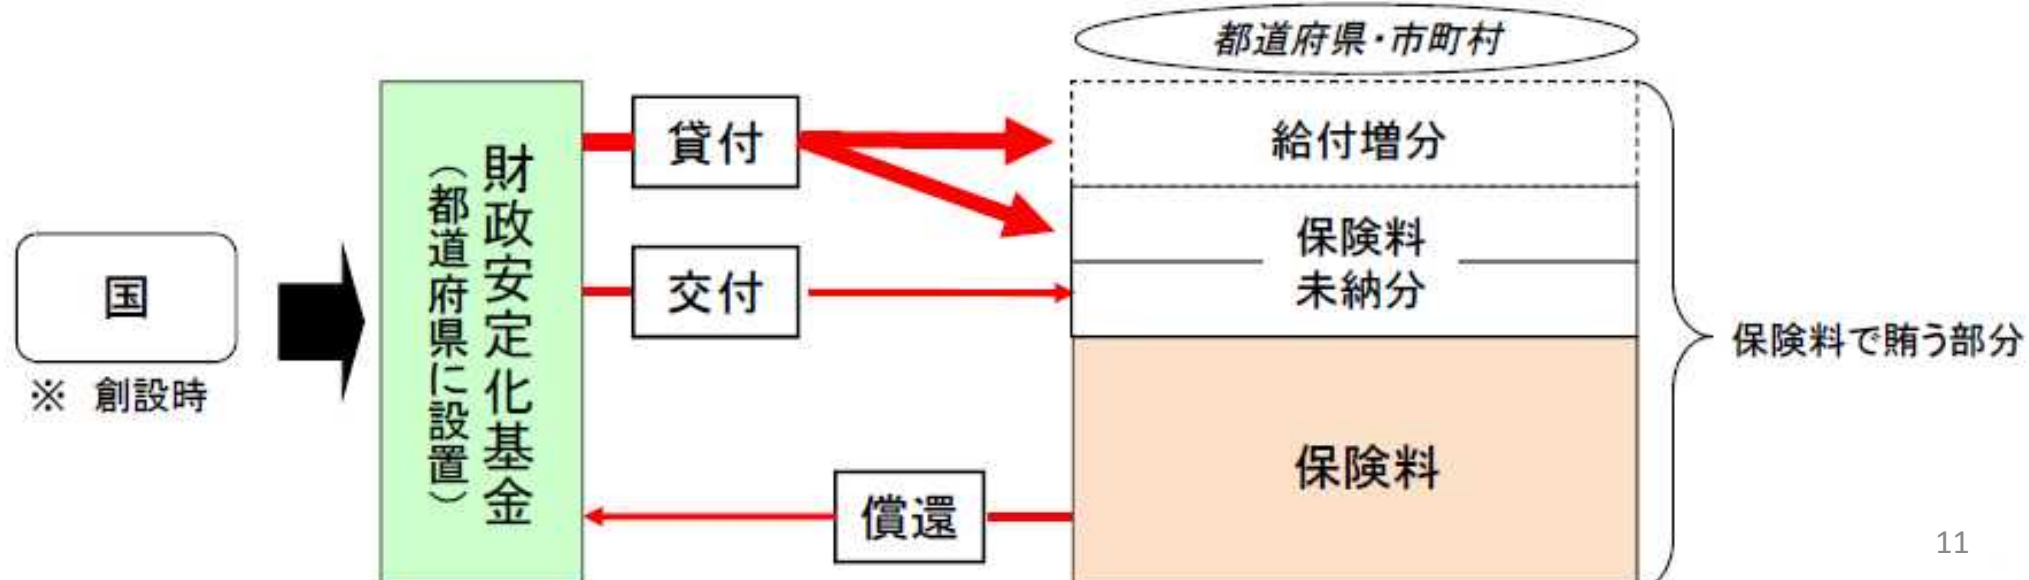 都道府県・市町村
国
※ 創設時
財政安定化基金
（都道府県に設置）
貸付
交付
償還
給付増分
保険料
未納分
保険料
保険料で賄う部分
11